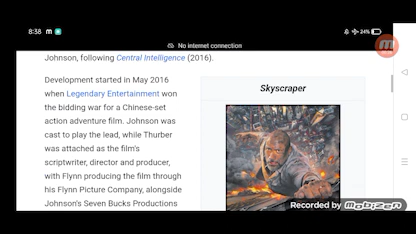 8:38 m
24%
No internet connection
Johnson, following Central Intelligence (2016).
Development started in May 2016
when Legendary Entertainment won
the bidding war for a Chinese-set
action adventure film. Johnson was
cast to play the lead, while Thurber
was attached as the film's
scriptwriter, director and producer,
with Flynn producing the film through
his Flynn Picture Company, alongside
Johnson's Seven Bucks Productions
Skyscraper
Recorded by mobizen